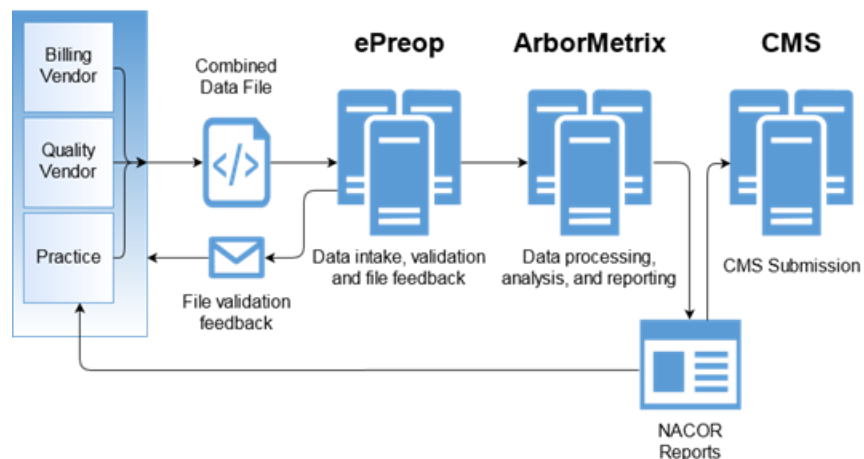 ePreop
ArborMetrix
CMS
Billing
Vendor
Combined
Data File
Quality
Vendor
</>
Practice
File validation
feedback
Data intake, validation
and file feedback
Data processing,
analysis, and reporting
CMS Submission
NACOR
Reports